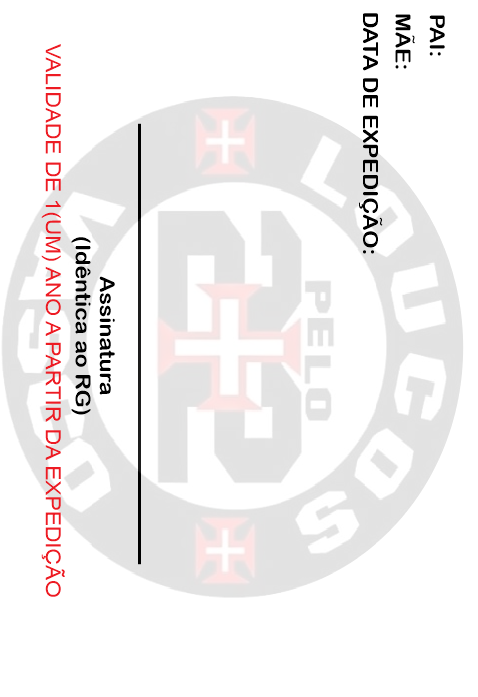 PAI:
MÃE:
DATA DE EXPEDIÇÃO:
LOUCOS
PELO
VASCO
Assinatura
(Idêntica ao RG)
VALIDADE DE 1(UM) ANO A PARTIR DA EXPEDIÇÃO